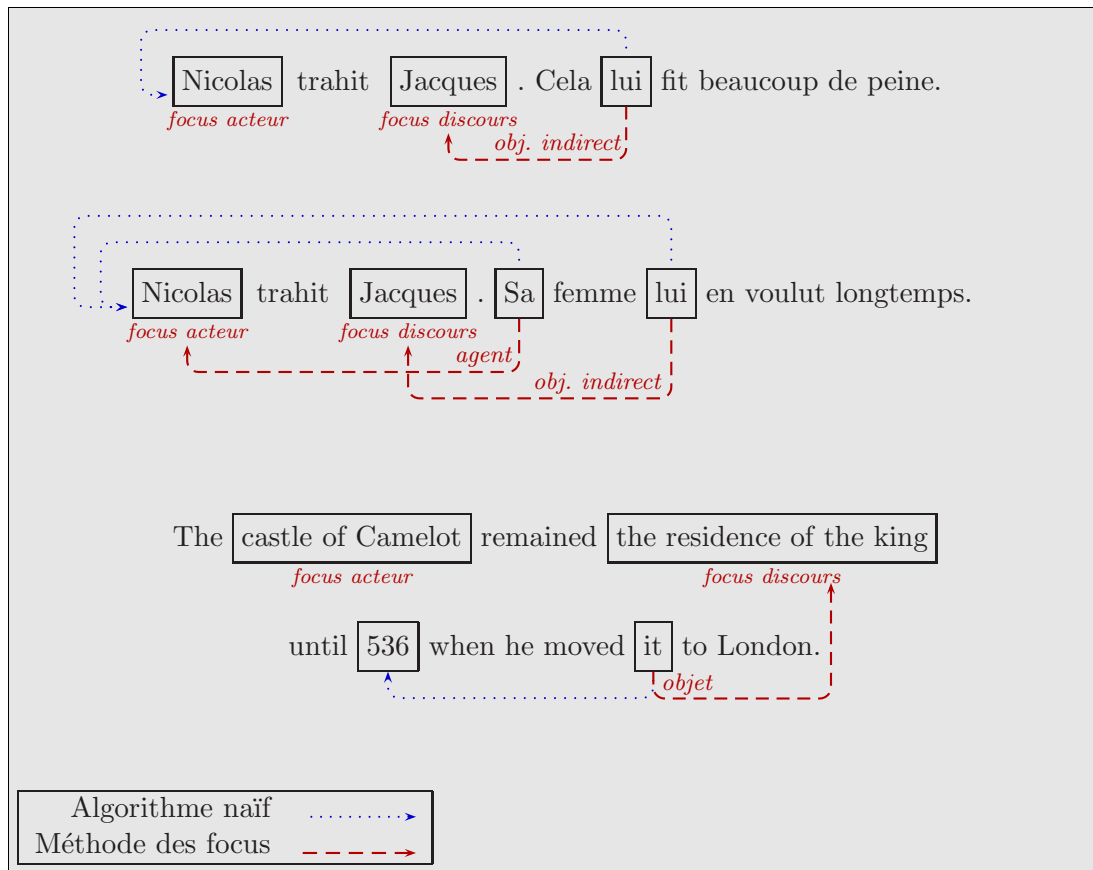 Nicolas trahit Jacques . Cela lui fit beaucoup de peine.
focus acteur focus discours
obj. indirect
Nicolas trahit Jacques . Sa femme lui en voulut longtemps.
focus acteur focus discours
agent
obj. indirect
The castle of Camelot remained the residence of the king
focus acteur focus discours
until 536 when he moved it to London.
objet
Algorithme naïf
Méthode des focus